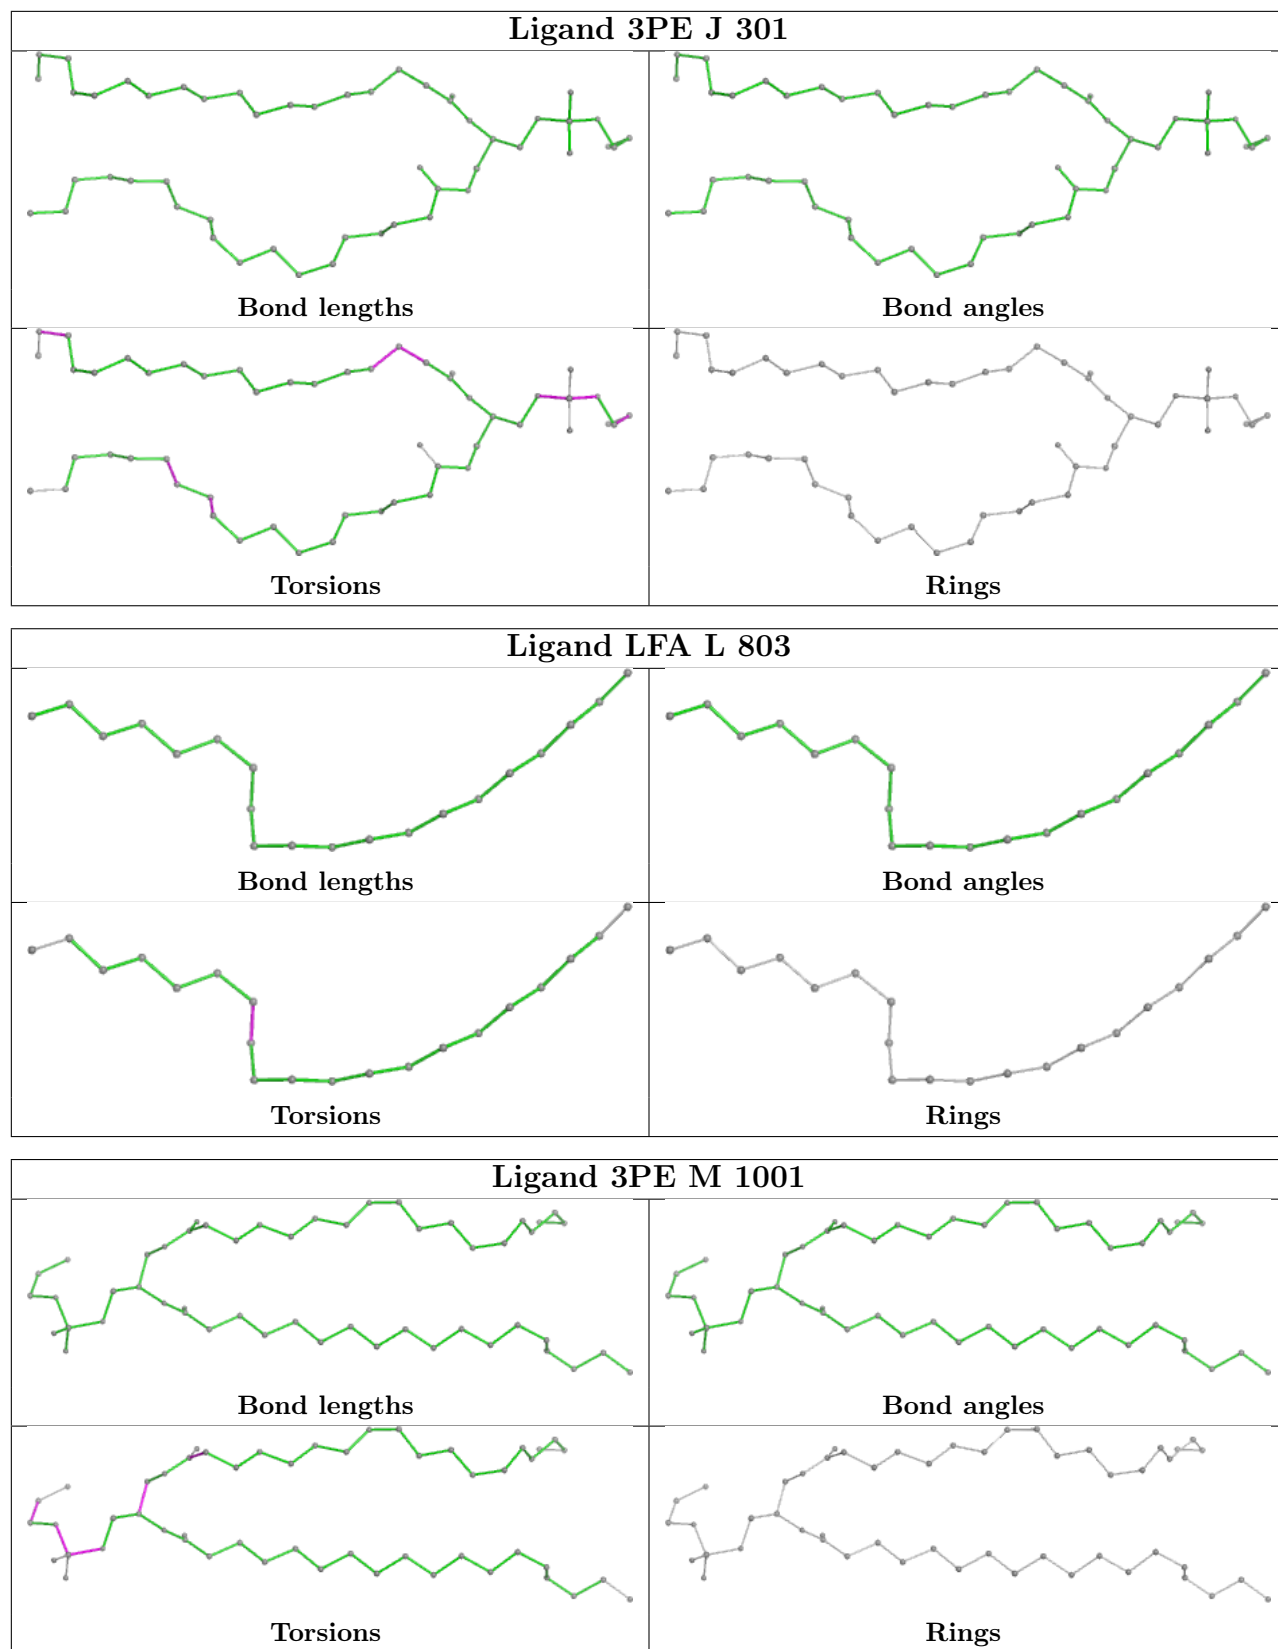 Ligand 3PE J 301
Bond lengths
Bond angles
Torsions
Rings
Ligand LFA L 803
Bond lengths
Bond angles
Torsions
Rings
Ligand 3PE M 1001
Bond lengths
Bond angles
Torsions
Rings